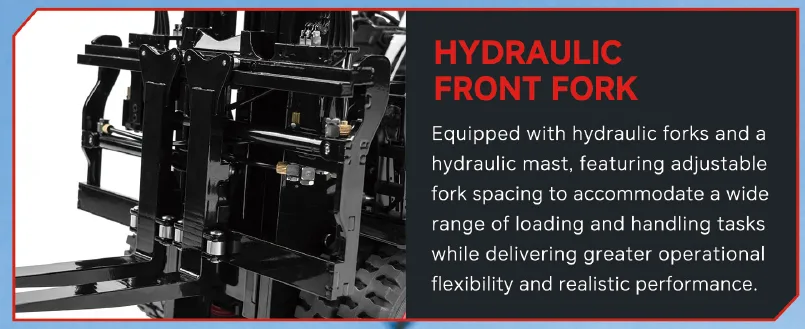 HYDRAULIC
FRONT FORK
Equipped with hydraulic forks and a
hydraulic mast, featuring adjustable
fork spacing to accommodate a wide
range of loading and handling tasks
while delivering greater operational
flexibility and realistic performance.